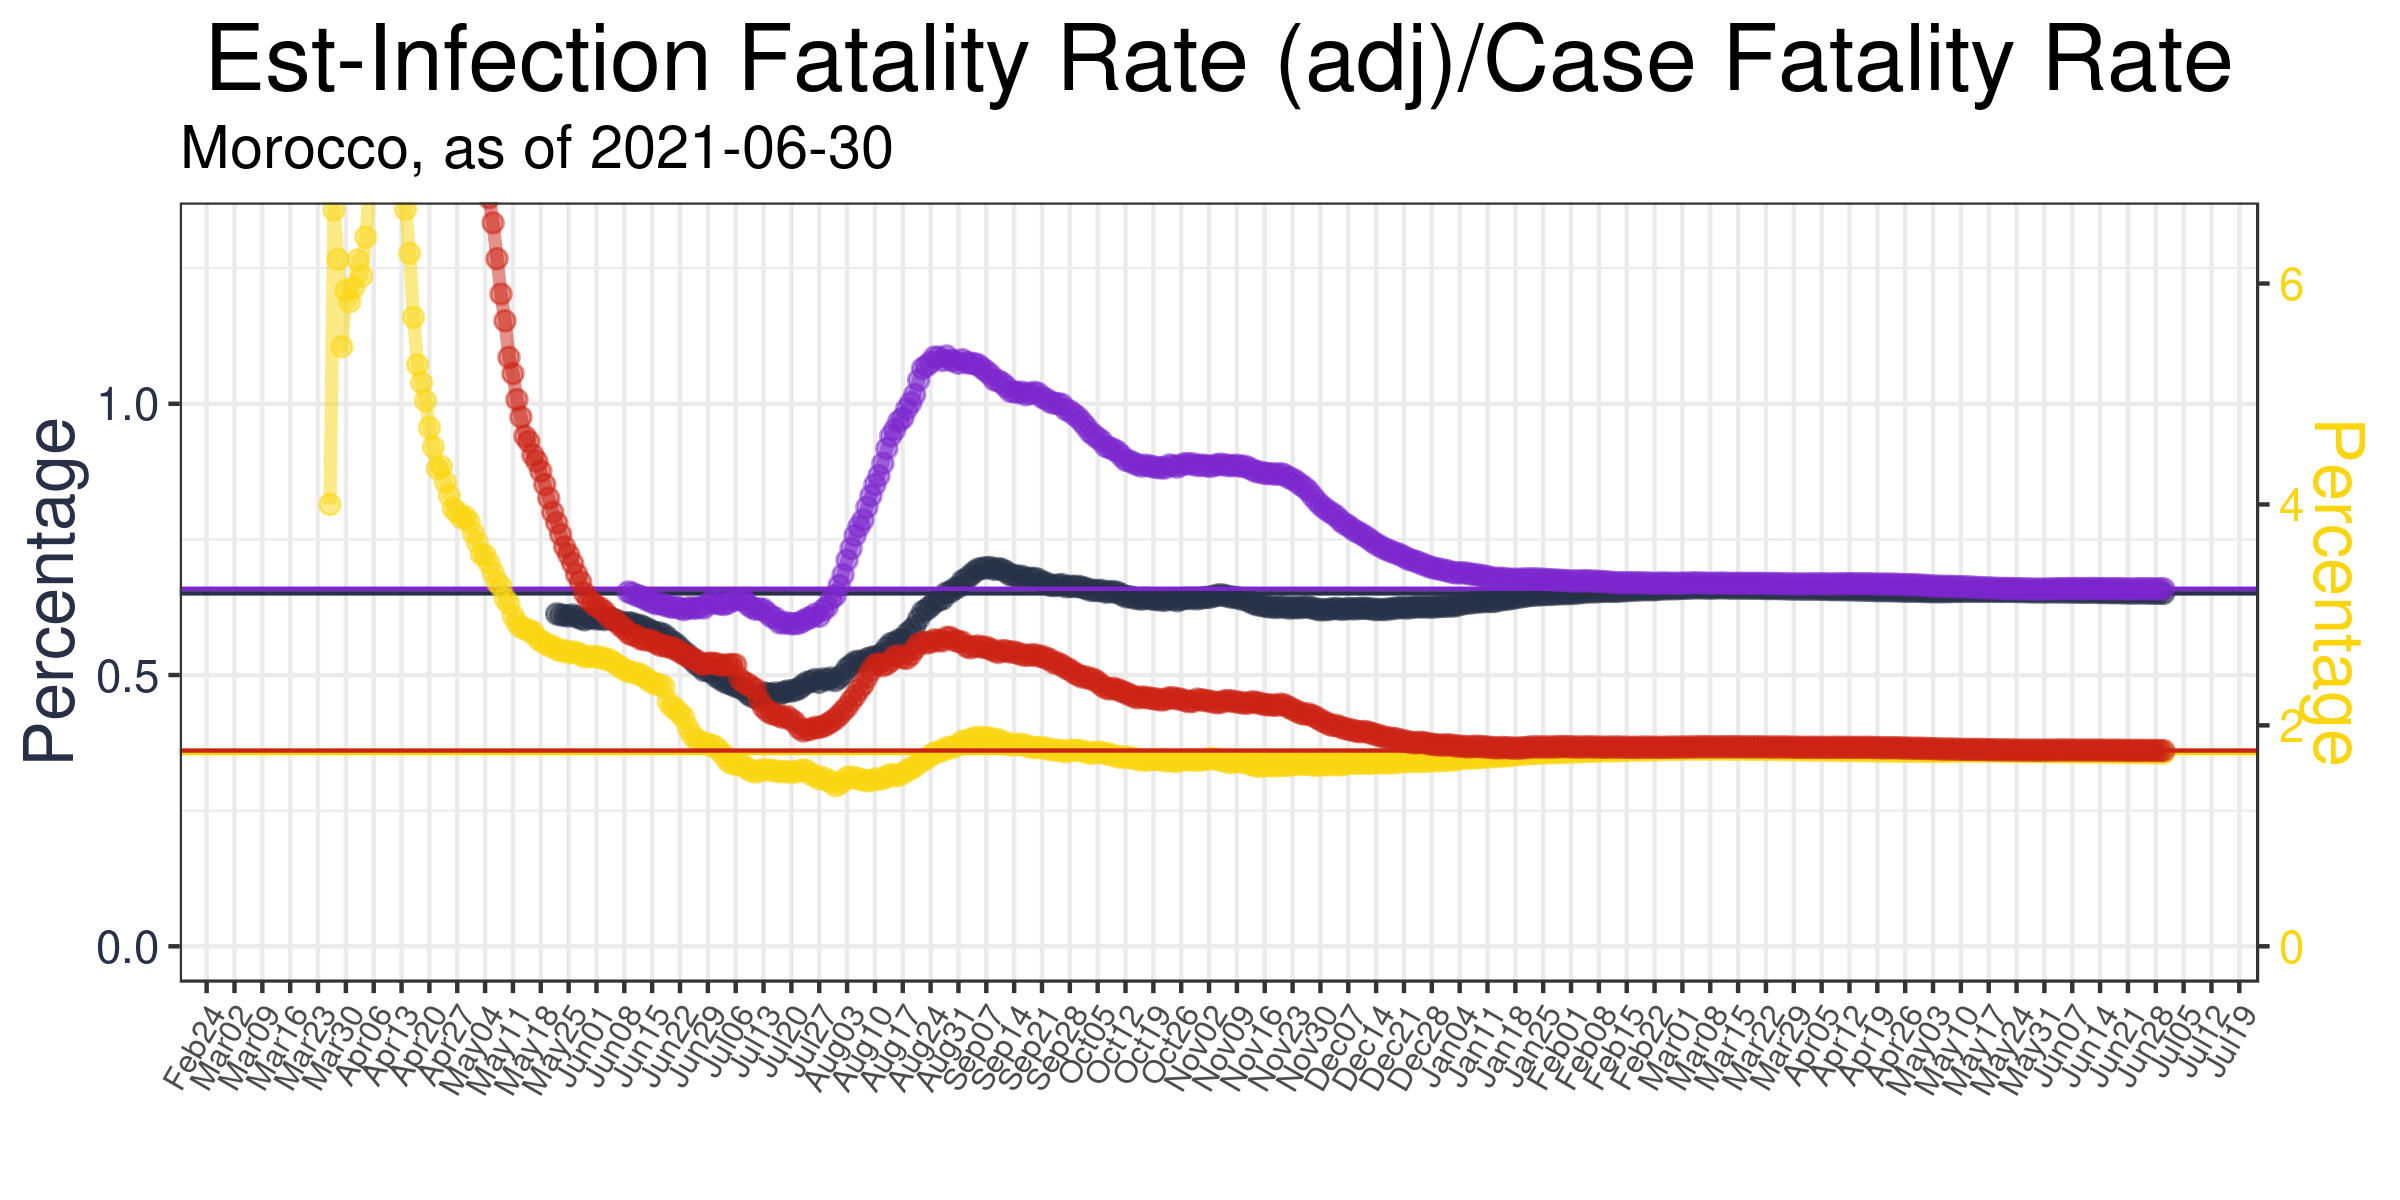 Est-Infection Fatality Rate (adj)/Case Fatality Rate
Morocco, as of 2021-06-30
Percentage
1.0
0.5
0.0
6
4
2
0
Percentage
Feb24
Mar02
Mar09
Mar16
Mar23
Mar30
Apr06
Apr13
Apr20
Apr27
May04
May11
May18
May25
Jun01
Jun08
Jun15
Jun22
Jun29
Jul06
Jul13
Jul20
Jul27
Aug03
Aug10
Aug17
Aug24
Aug31
Sep07
Sep14
Sep21
Sep28
Oct05
Oct12
Oct19
Oct26
Nov02
Nov09
Nov16
Nov23
Nov30
Dec07
Dec14
Dec21
Dec28
Jan04
Jan11
Jan18
Jan25
Feb01
Feb08
Feb15
Feb22
Mar01
Mar08
Mar15
Mar22
Mar29
Apr05
Apr12
Apr19
Apr26
May03
May10
May17
May24
May31
Jun07
Jun14
Jun21
Jun28
Jul05
Jul12
Jul19